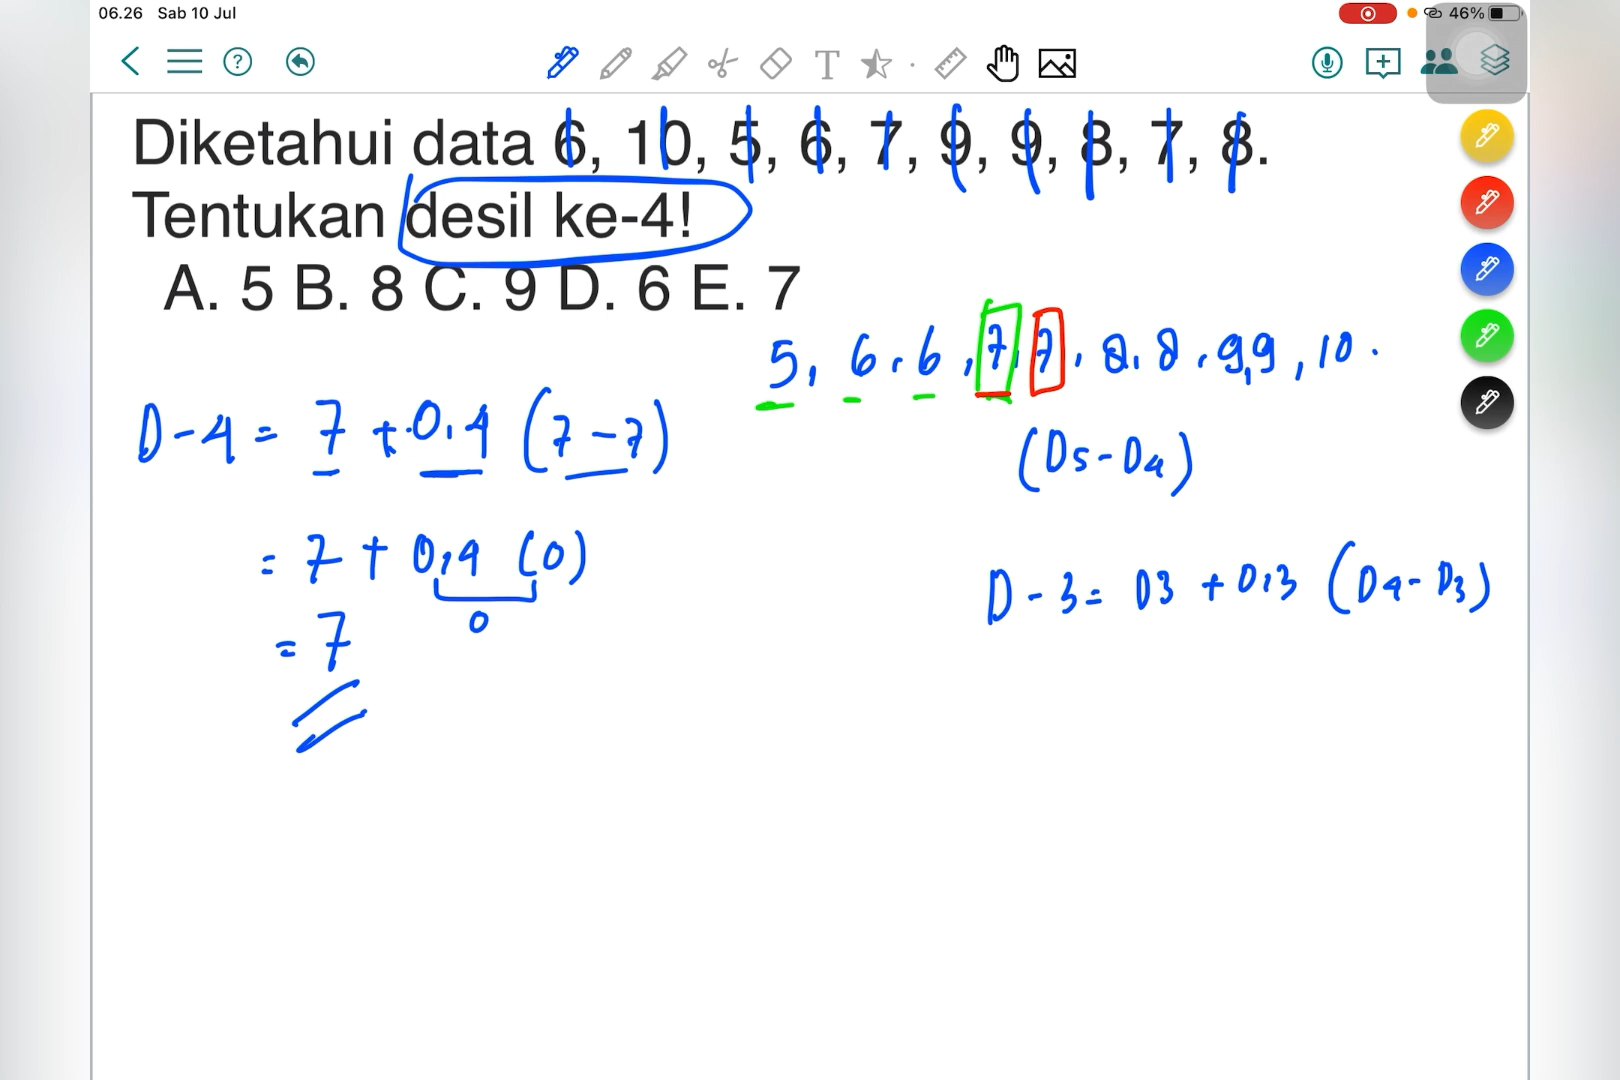 06.26 Sab 10 Jul
46%
Diketahui data 6, 10, 5, 6, 7, 9, 9, 8, 7, 8.
Tentukan desil ke-4!
A. 5 B. 8 C. 9 D. 6 E. 7
5, 6, 6, 7, 7, 8, 8, 9, 9, 10.
D-4 = 7 + 0,4 (7-7)
(D5-D4)
= 7 + 0,4 (0)
0
D-3 = D3 + 0,3 (D4-D3)
= 7